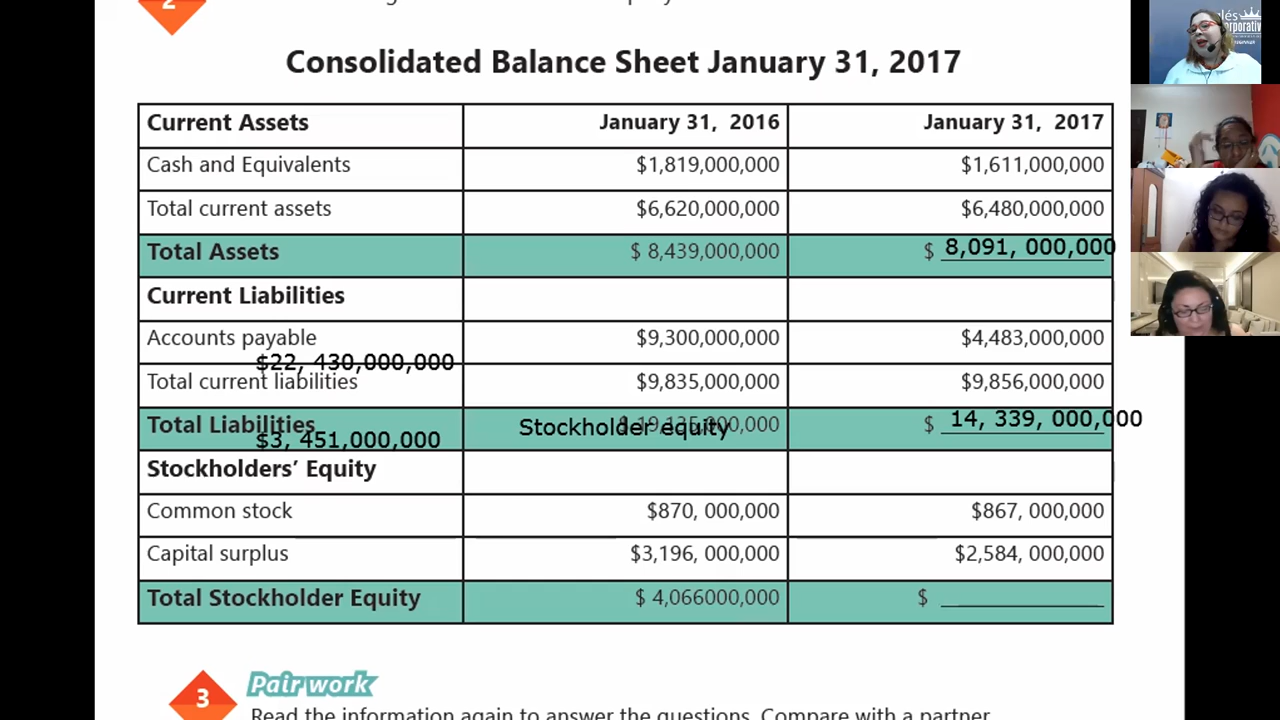 2
Consolidated Balance Sheet January 31, 2017
Current Assets January 31, 2016 January 31, 2017
Cash and Equivalents $1,819,000,000 $1,611,000,000
Total current assets $6,620,000,000 $6,480,000,000
Total Assets $ 8,439,000,000 $ 8,091, 000,000
Current Liabilities
Accounts payable $9,300,000,000 $4,483,000,000
$22, 430,000,000
Total current liabilities $9,835,000,000 $9,856,000,000
Total Liabilities $ 19,135,000,000 $ 14, 339, 000,000
$3, 451,000,000 Stockholder equity
Stockholders’ Equity
Common stock $870, 000,000 $867, 000,000
Capital surplus $3,196, 000,000 $2,584, 000,000
Total Stockholder Equity $ 4,066000,000 $
3 Pair work
Read the information again to answer the questions. Compare with a partner